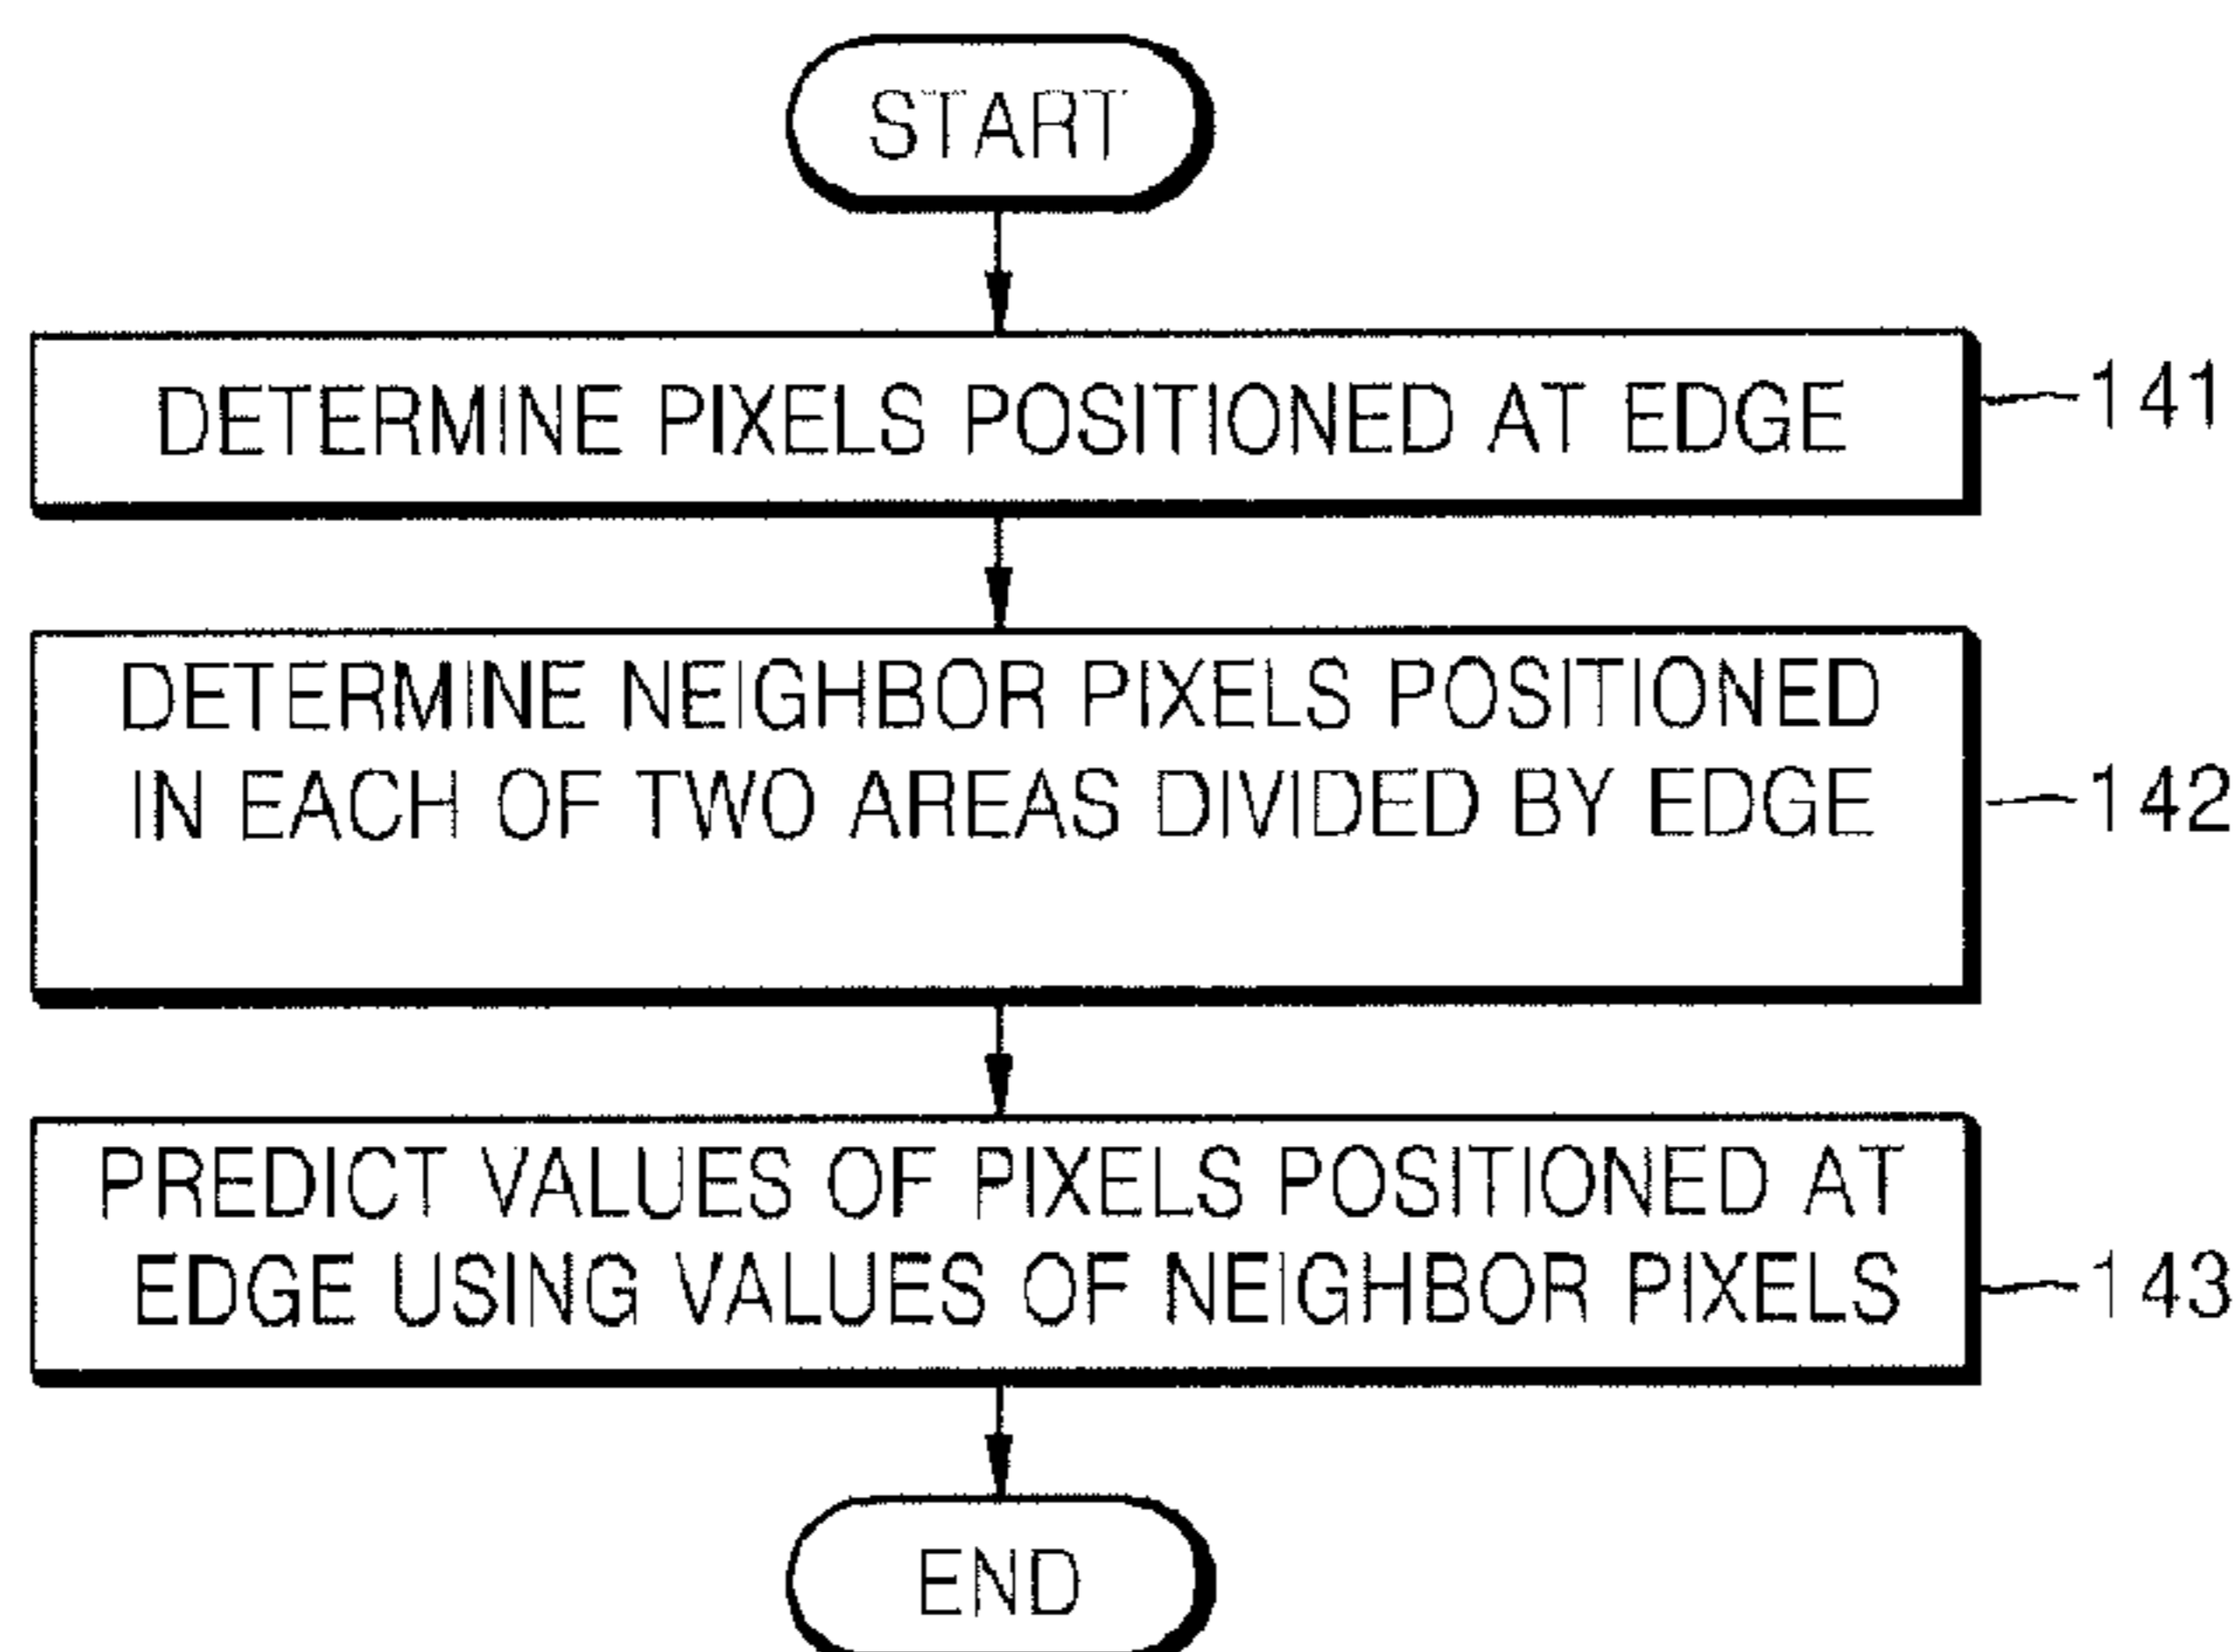 START
DETERMINE PIXELS POSITIONED AT EDGE
141
DETERMINE NEIGHBOR PIXELS POSITIONED
IN EACH OF TWO AREAS DIVIDED BY EDGE
142
PREDICT VALUES OF PIXELS POSITIONED AT
EDGE USING VALUES OF NEIGHBOR PIXELS
143
END